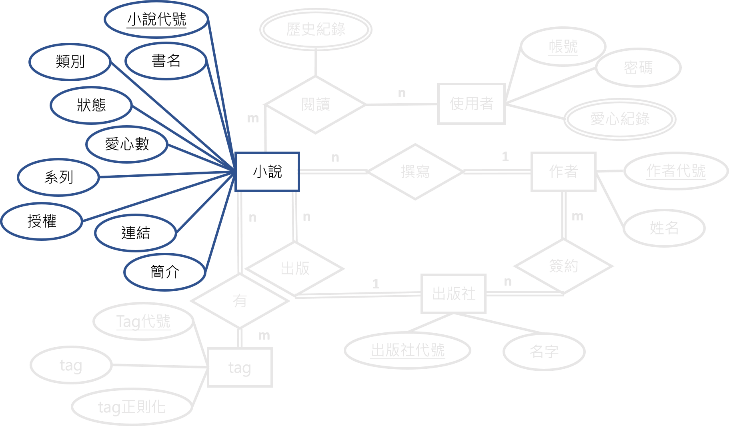 小說代號
歷史紀錄
類別
書名
帳號
密碼
狀態
閱讀
n
使用者
m
愛心數
愛心紀錄
系列
小說
n
撰寫
1
作者
作者代號
授權
連結
n
n
m
姓名
簡介
出版
簽約
有
1
出版社
n
Tag代號
m
tag
tag
出版社代號
名字
tag正則化